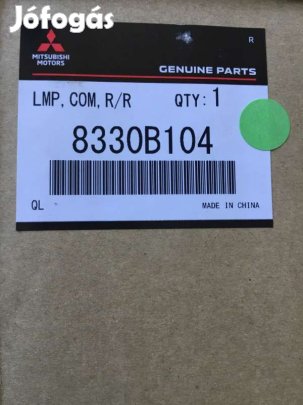 Jófogás
R
MITSUBISHI
MOTORS
GENUINE PARTS
LMP, COM, R/R QTY: 1
8330B104
QL MADE IN CHINA